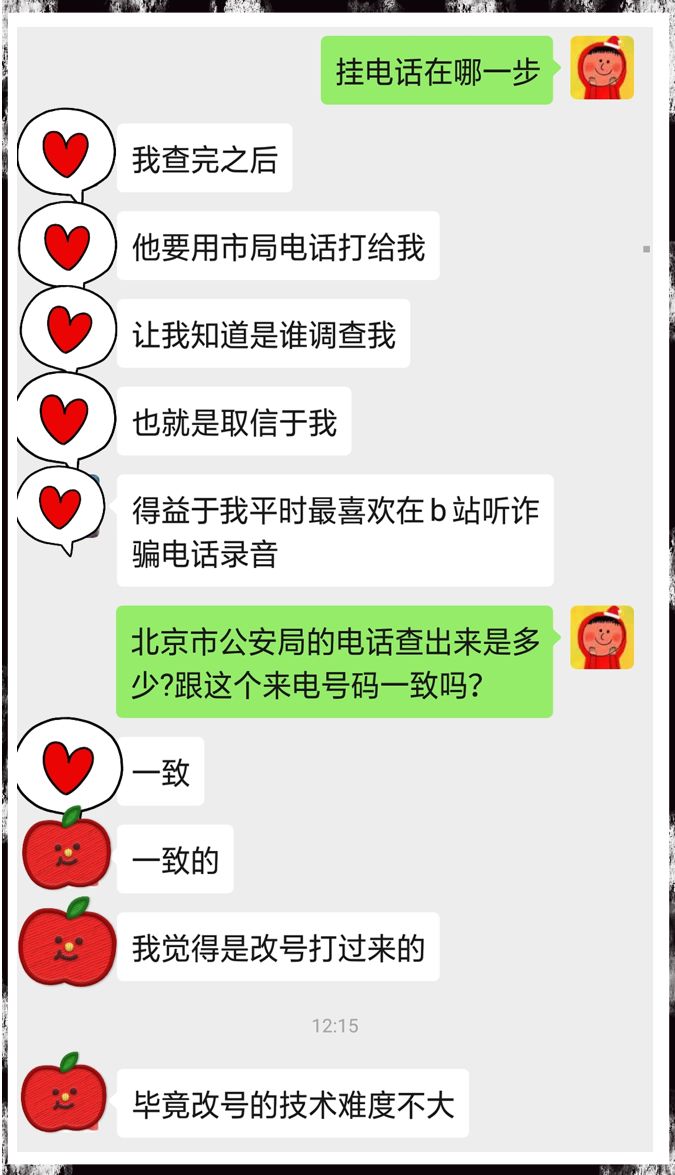 挂电话在哪一步
我查完之后
他要用市局电话打给我
让我知道是谁调查我
也就是取信于我
得益于我平时最喜欢在b站听诈
骗电话录音
北京市公安局的电话查出来是多
少?跟这个来电号码一致吗？
一致
一致的
我觉得是改号打过来的
12:15
毕竟改号的技术难度不大